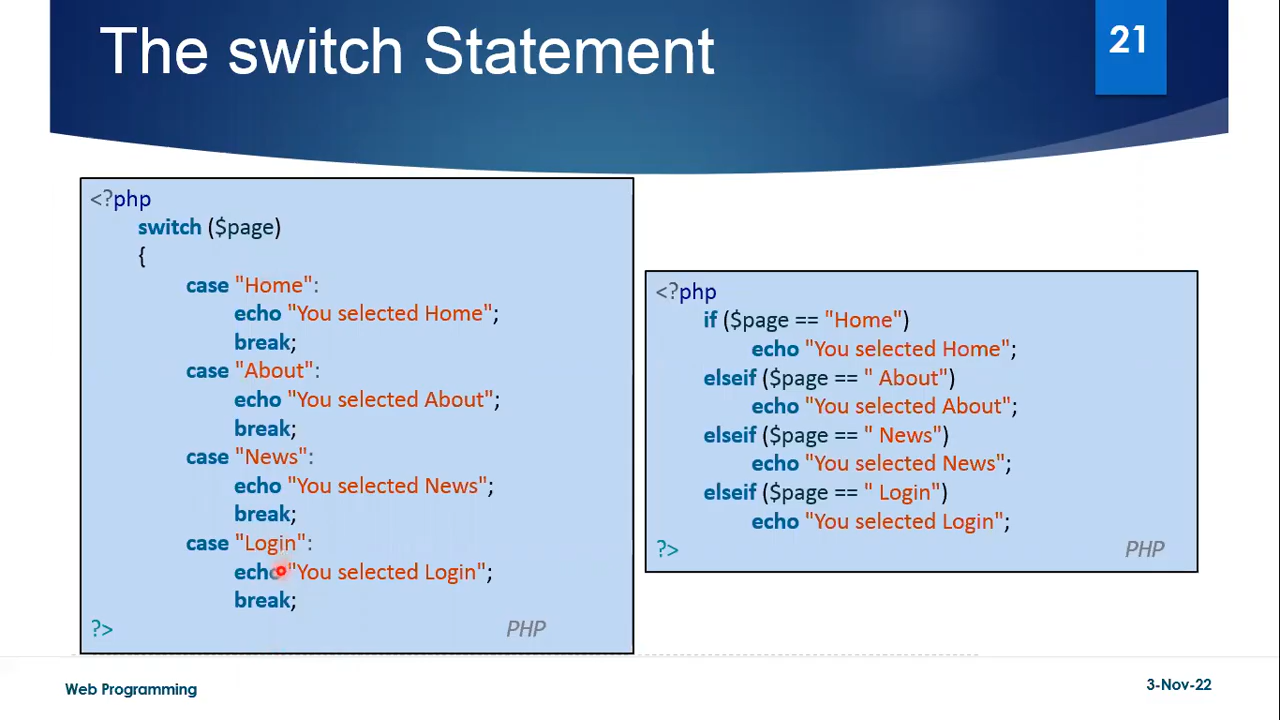 The switch Statement
21
<?php
switch ($page)
{
case "Home":
echo "You selected Home";
break;
case "About":
echo "You selected About";
break;
case "News":
echo "You selected News";
break;
case "Login":
echo "You selected Login";
break;
?>
PHP
<?php
if ($page == "Home")
echo "You selected Home";
elseif ($page == " About")
echo "You selected About";
elseif ($page == " News")
echo "You selected News";
elseif ($page == " Login")
echo "You selected Login";
?>
PHP
Web Programming
3-Nov-22